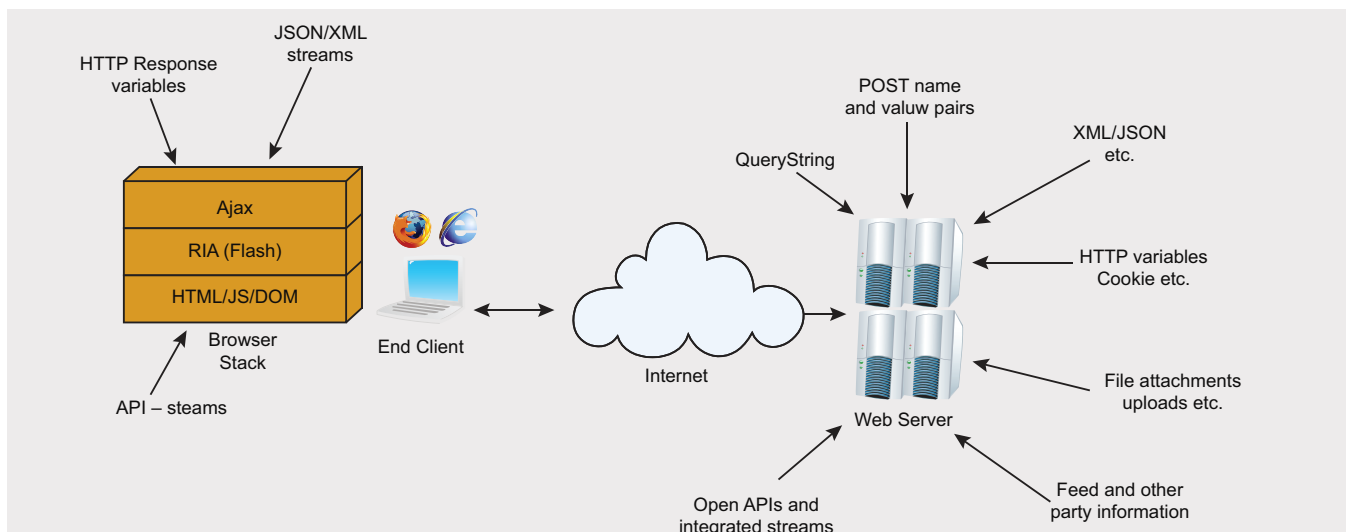 JSON/XML
streams
HTTP Response
variables
Ajax
RIA (Flash)
HTML/JS/DOM
Browser
Stack
API – steams
End Client
Internet
POST name
and valuw pairs
QueryString
XML/JSON
etc.
HTTP variables
Cookie etc.
File attachments
uploads etc.
Web Server
Feed and other
party information
Open APIs and
integrated streams